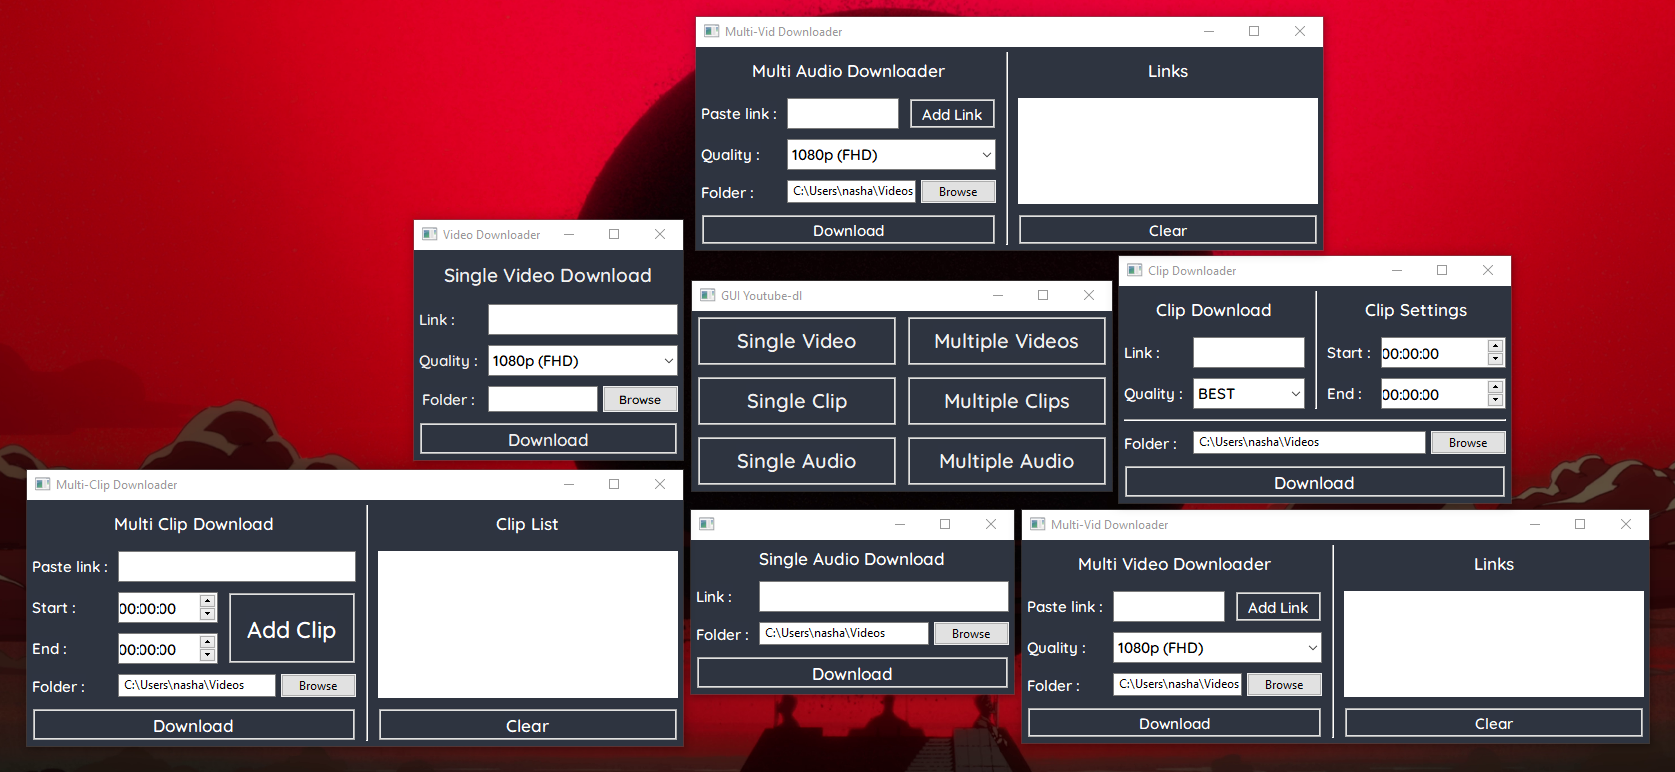 Multi-Vid Downloader
Multi Audio Downloader
Links
Paste link :
Add Link
Quality :
1080p (FHD)
Folder :
C:\Users\nasha\Videos
Browse
Download
Clear
Video Downloader
Single Video Download
Link :
Quality :
1080p (FHD)
Folder :
Browse
Download
GUI Youtube-dl
Single Video
Multiple Videos
Single Clip
Multiple Clips
Single Audio
Multiple Audio
Clip Downloader
Clip Download
Clip Settings
Link :
Start :
00:00:00
Quality :
BEST
End :
00:00:00
Folder :
C:\Users\nasha\Videos
Browse
Download
Multi-Clip Downloader
Multi Clip Download
Clip List
Paste link :
Start :
00:00:00
Add Clip
End :
00:00:00
Folder :
C:\Users\nasha\Videos
Browse
Download
Clear
Single Audio Download
Link :
Folder :
C:\Users\nasha\Videos
Browse
Download
Multi-Vid Downloader
Multi Video Downloader
Links
Paste link :
Add Link
Quality :
1080p (FHD)
Folder :
C:\Users\nasha\Videos
Browse
Download
Clear